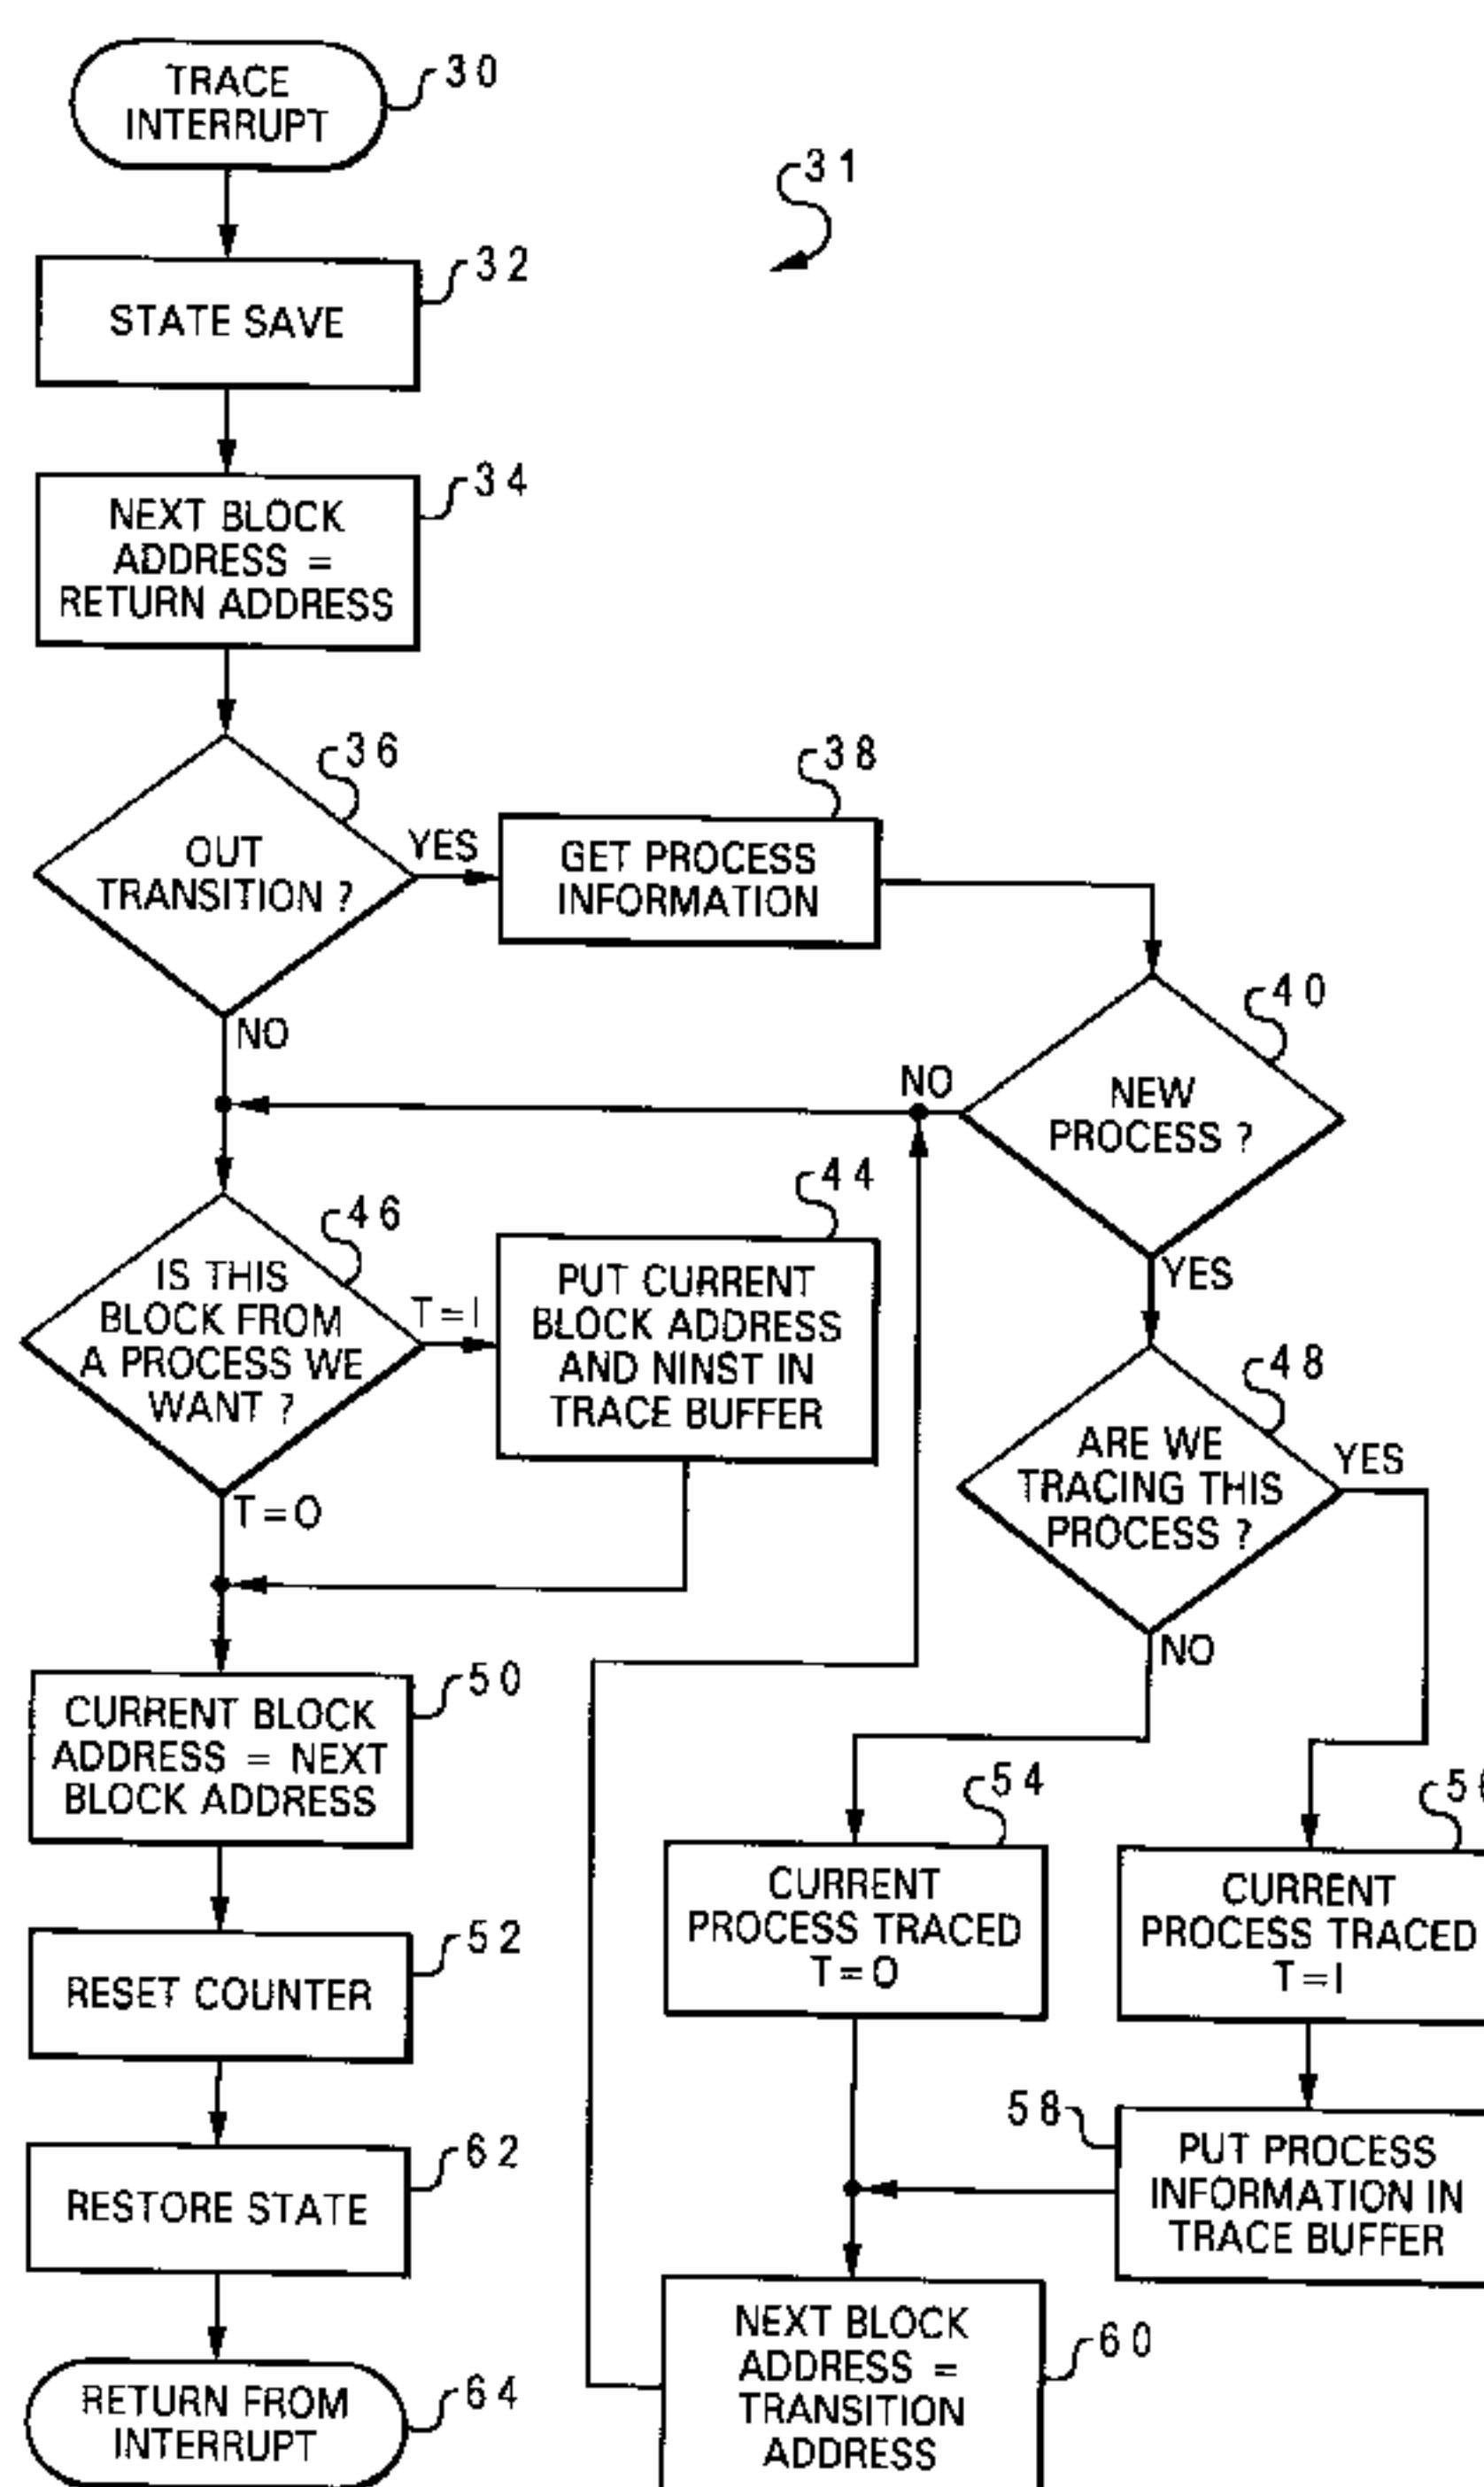 TRACE
INTERRUPT
30
31
STATE SAVE
32
NEXT BLOCK
ADDRESS =
RETURN ADDRESS
34
OUT
TRANSITION ?
36
YES
NO
GET PROCESS
INFORMATION
38
NEW
PROCESS ?
40
NO
YES
IS THIS
BLOCK FROM
A PROCESS WE
WANT ?
46
T=1
T=0
PUT CURRENT
BLOCK ADDRESS
AND NINST IN
TRACE BUFFER
44
ARE WE
TRACING THIS
PROCESS ?
48
YES
NO
CURRENT BLOCK
ADDRESS = NEXT
BLOCK ADDRESS
50
RESET COUNTER
52
CURRENT
PROCESS TRACED
T=0
54
CURRENT
PROCESS TRACED
T=1
PUT PROCESS
INFORMATION IN
TRACE BUFFER
58
RESTORE STATE
62
NEXT BLOCK
ADDRESS =
TRANSITION
ADDRESS
60
RETURN FROM
INTERRUPT
64